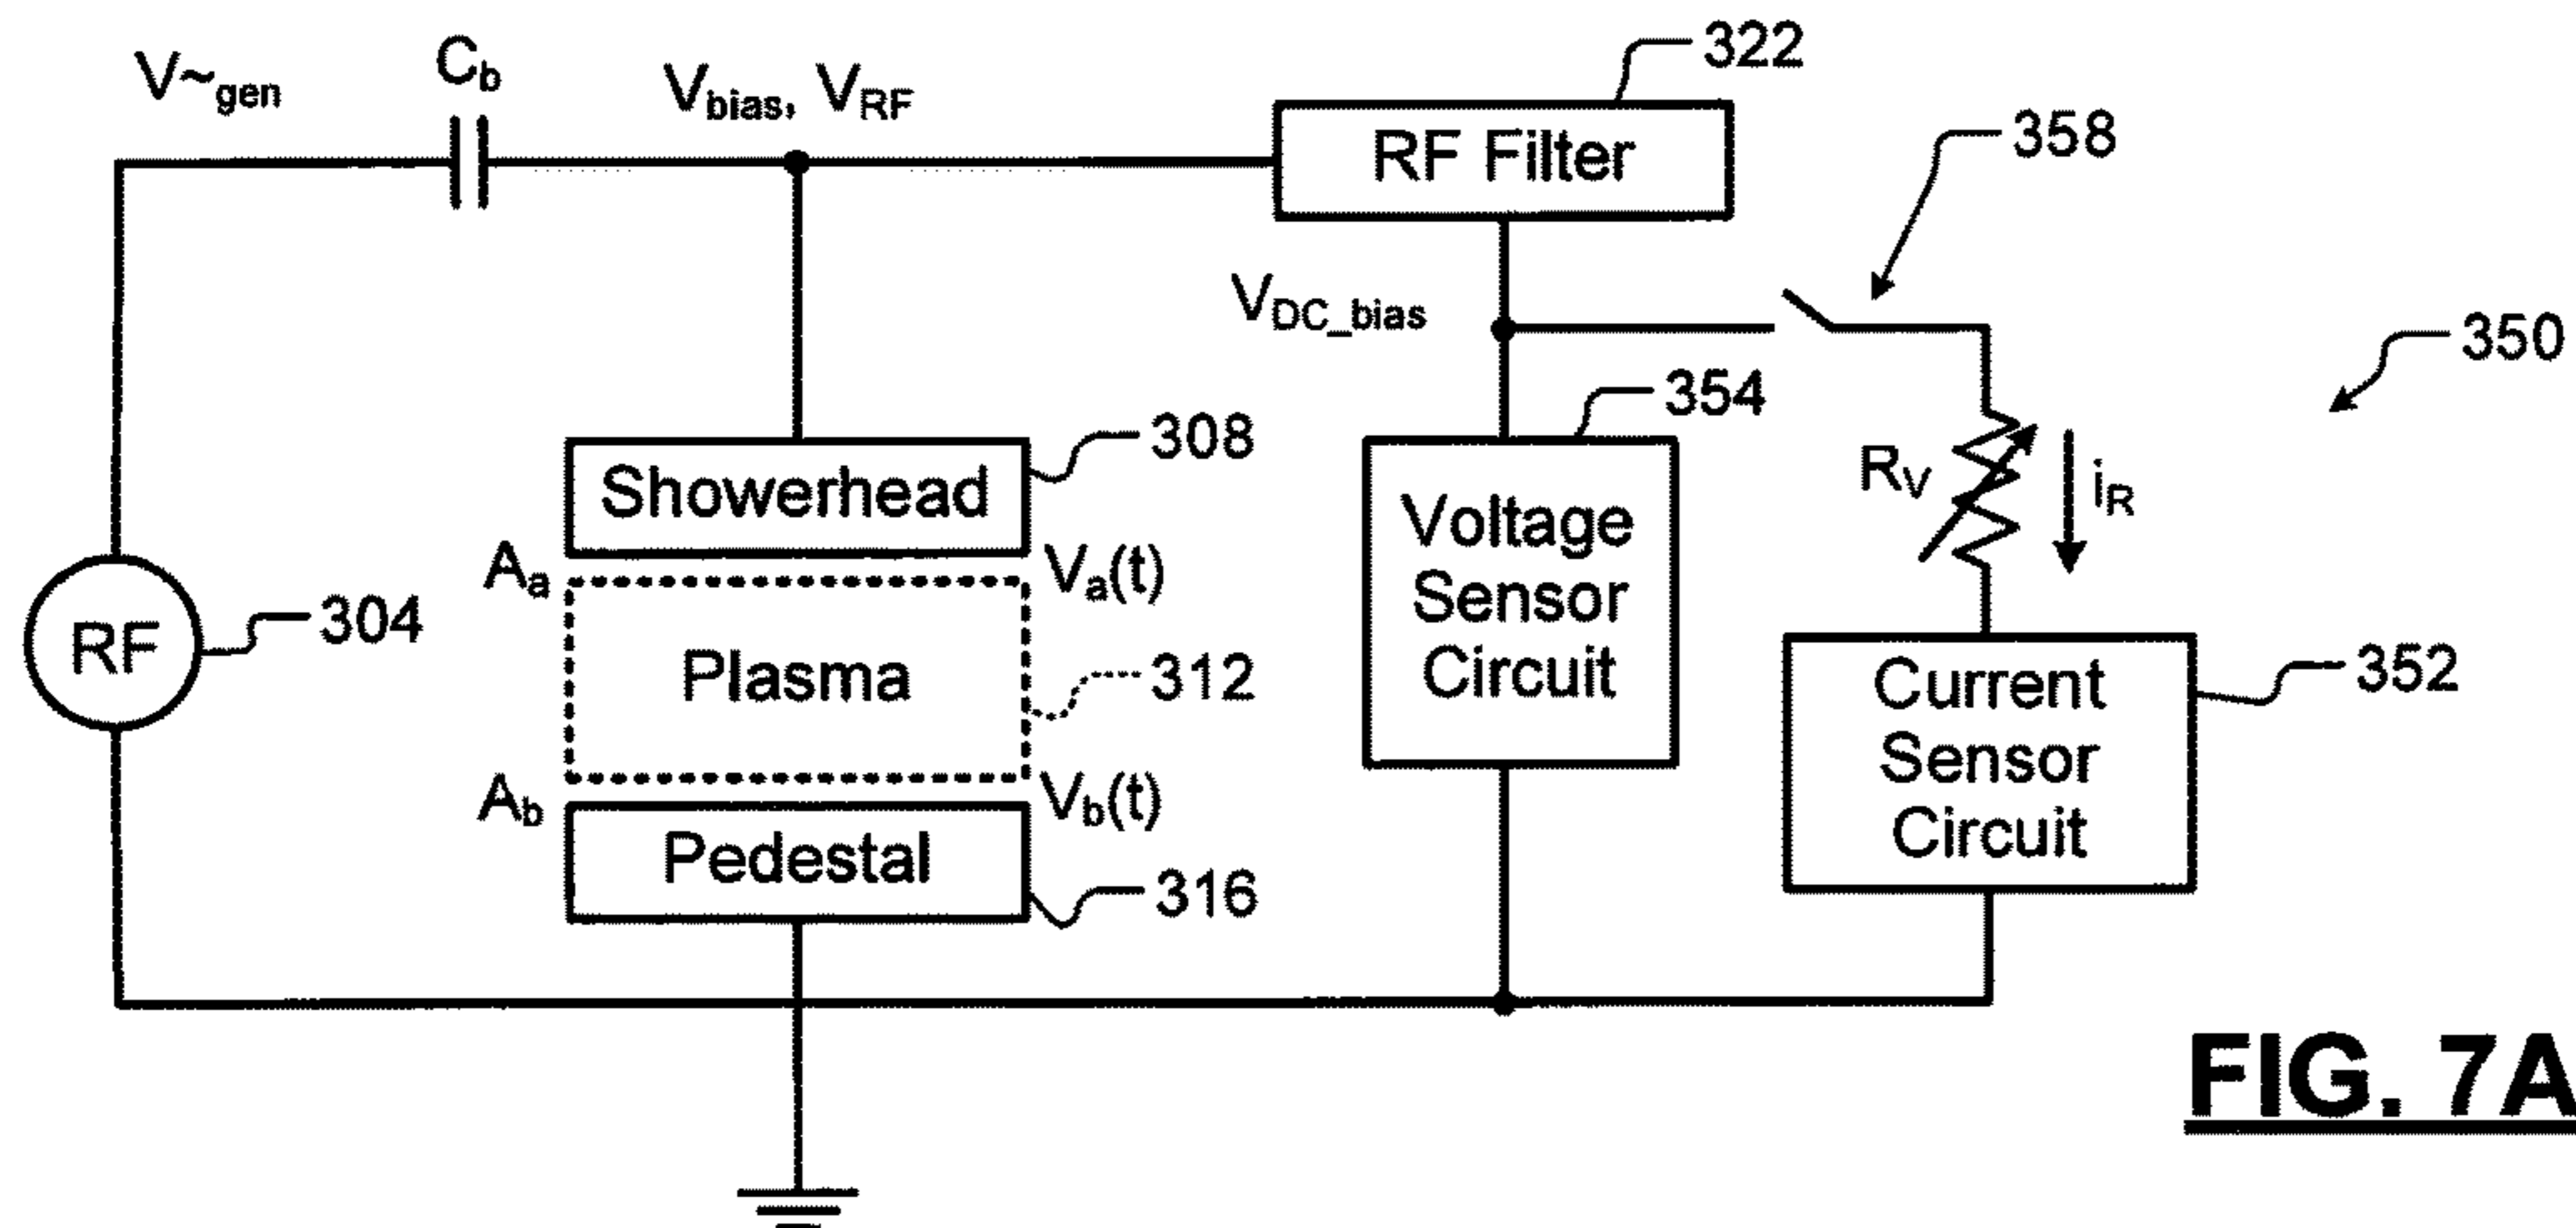 V~gen
Cb
Vbias, VRF
322
RF Filter
358
VDC_bias
350
354
308
Showerhead
Voltage
Sensor
Circuit
RV
iR
Aa
Va(t)
RF
304
Plasma
312
Current
Sensor
Circuit
352
Ab
Vb(t)
Pedestal
316
FIG. 7A